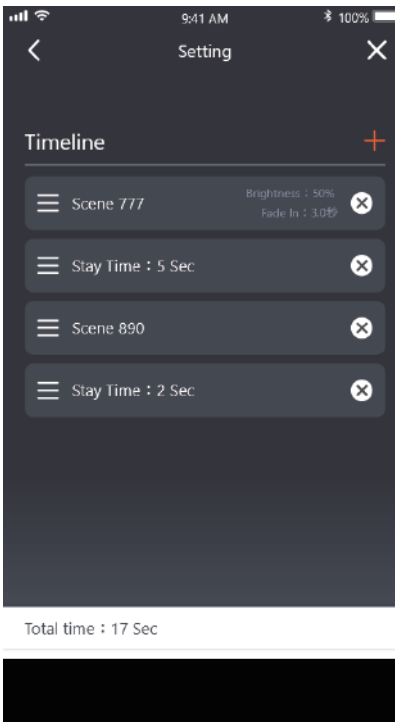 9:41 AM
100%
Setting
Timeline
Scene 777
Brightness：50%
Fade In：3.0秒
Stay Time：5 Sec
Scene 890
Stay Time：2 Sec
Total time：17 Sec